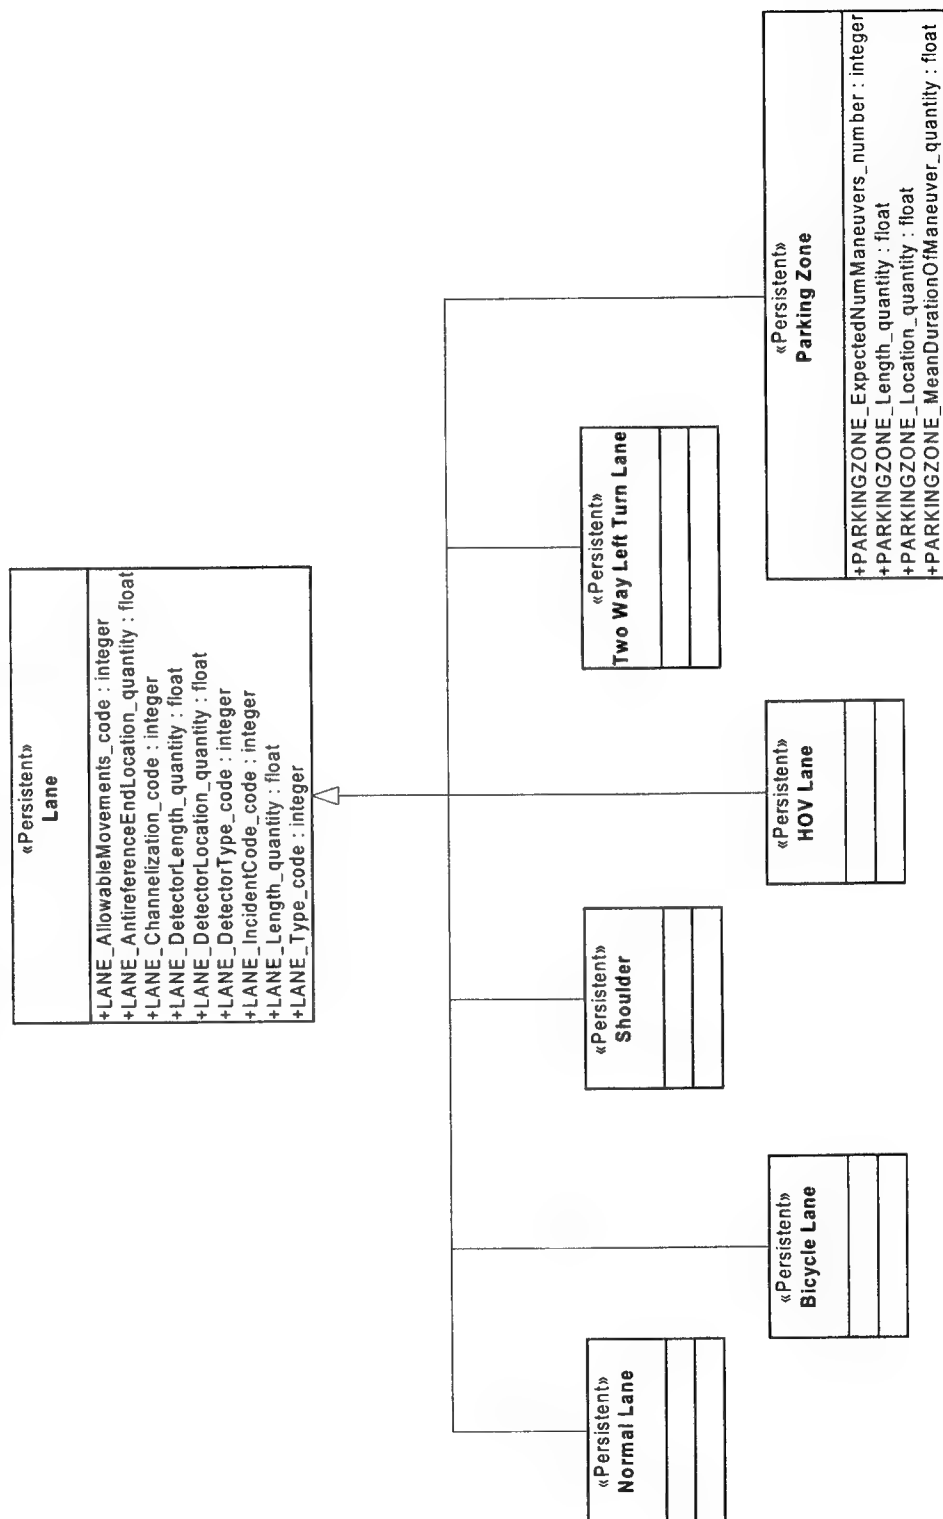 «Persistent»
Lane
+LANE_AllowableMovements_code : integer
+LANE_AntireferenceEndLocation_quantity : float
+LANE_Channelization_code : integer
+LANE_DetectorLength_quantity : float
+LANE_DetectorLocation_quantity : float
+LANE_DetectorType_code : integer
+LANE_IncidentCode_code : integer
+LANE_Length_quantity : float
+LANE_Type_code : integer
«Persistent»
Normal Lane
«Persistent»
Shoulder
«Persistent»
Two Way Left Turn Lane
«Persistent»
Bicycle Lane
«Persistent»
HOV Lane
«Persistent»
Parking Zone
+PARKINGZONE_ExpectedNumManeuvers_number : integer
+PARKINGZONE_Length_quantity : float
+PARKINGZONE_Location_quantity : float
+PARKINGZONE_MeanDurationOfManeuver_quantity : float